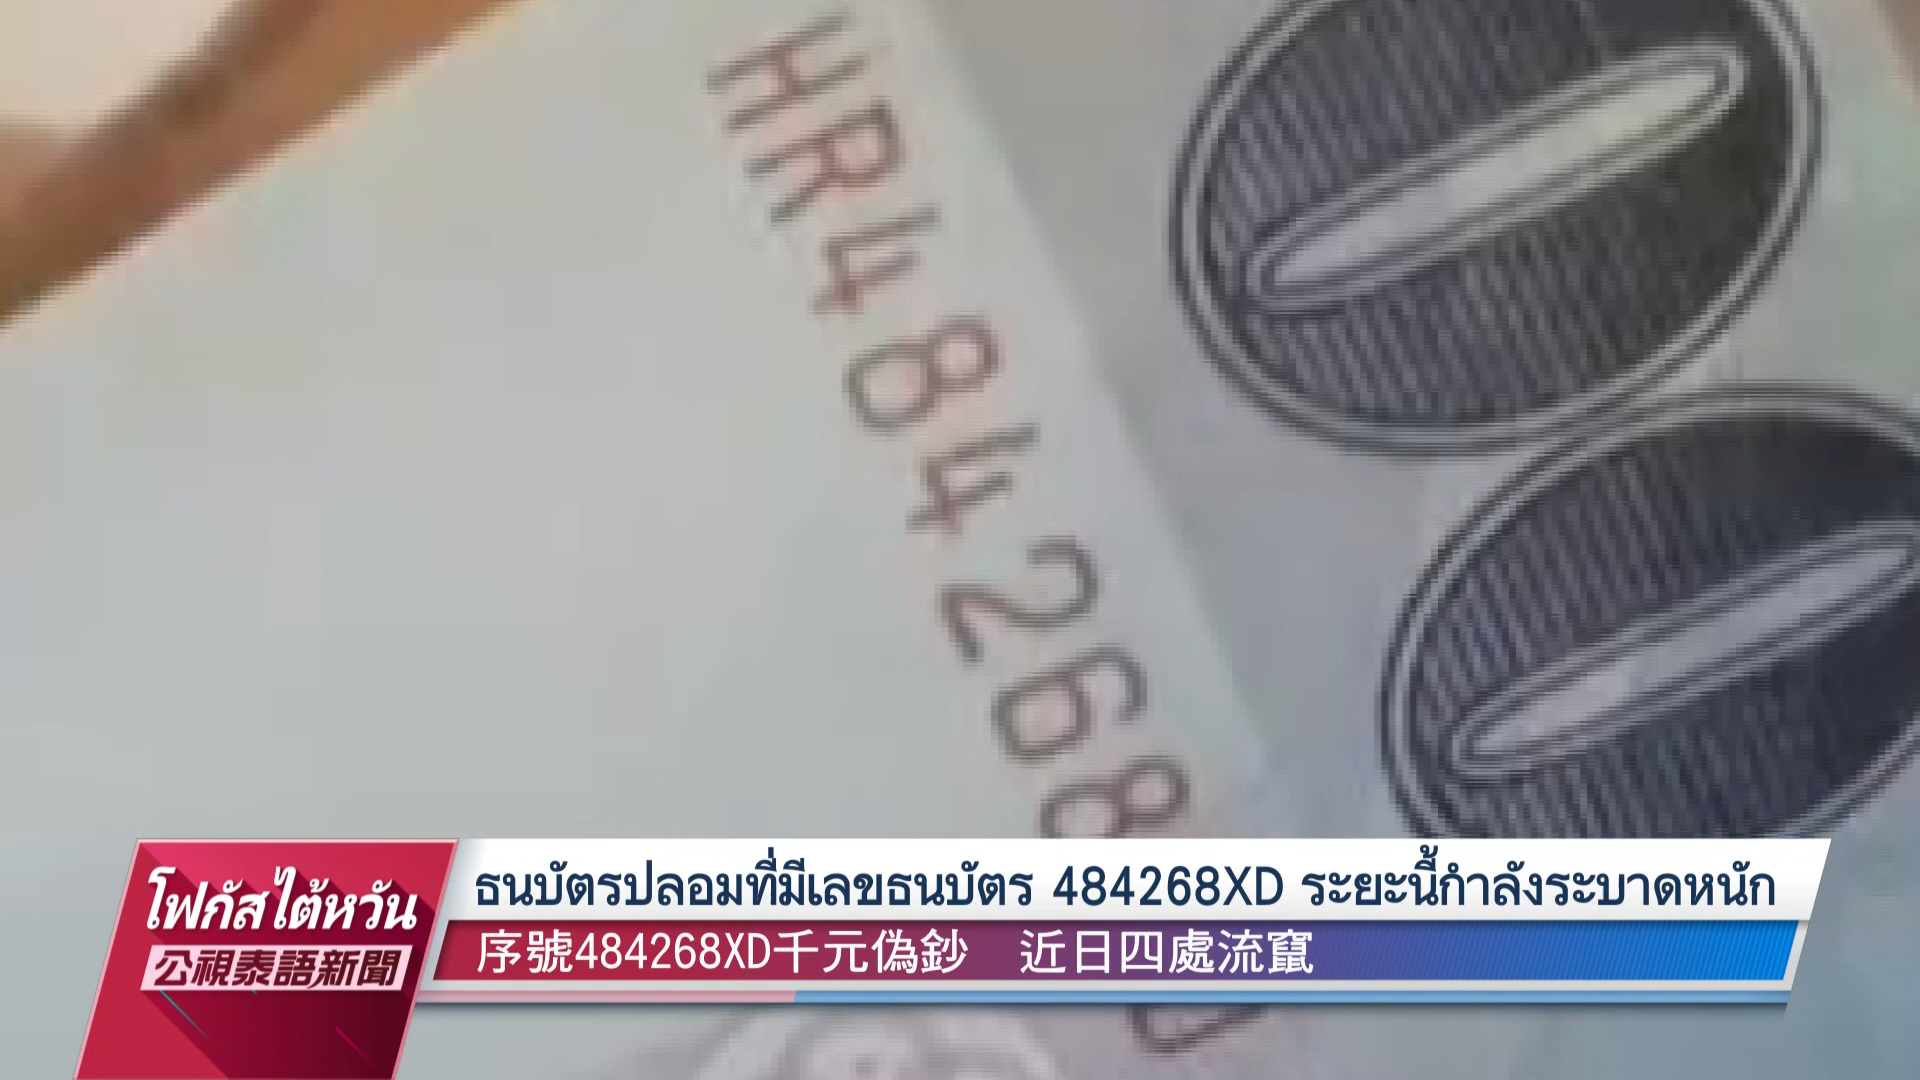 HR484268
โฟกัสไต้หวัน
公視泰語新聞
ธนบัตรปลอมที่มีเลขธนบัตร 484268XD ระยะนี้กำลังระบาดหนัก
序號484268XD千元偽鈔　近日四處流竄